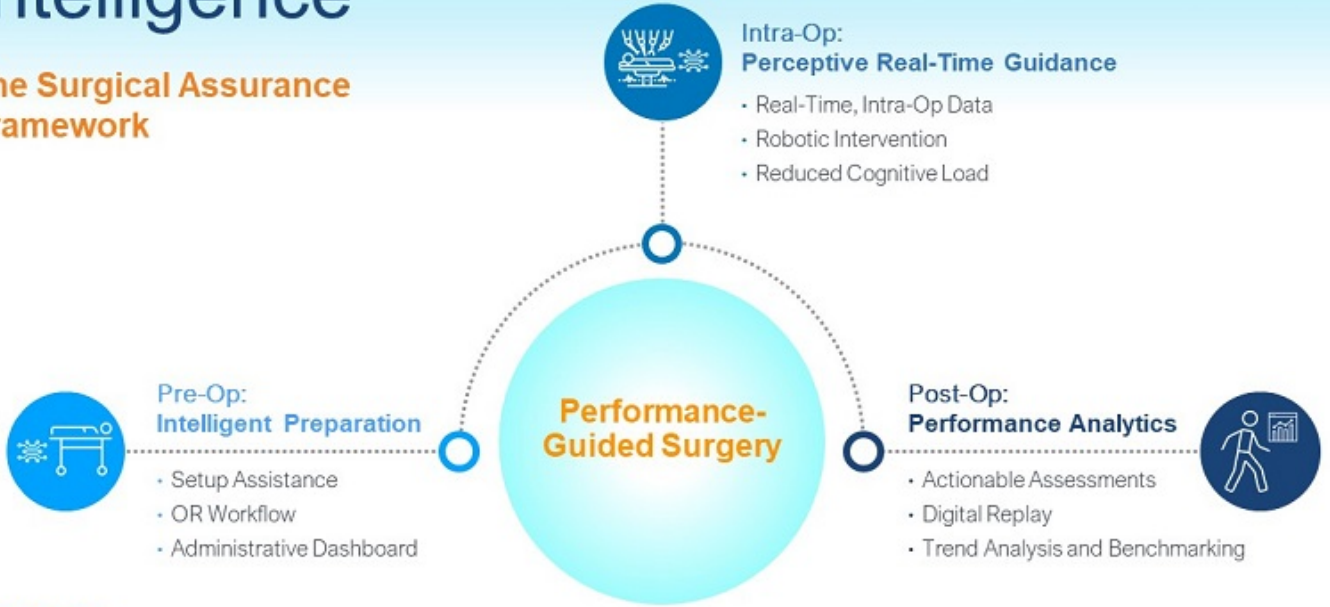 ntelligence
ne Surgical Assurance
ramework
Intra-Op:
Perceptive Real-Time Guidance
• Real-Time, Intra-Op Data
• Robotic Intervention
• Reduced Cognitive Load
Pre-Op:
Intelligent Preparation
• Setup Assistance
• OR Workflow
• Administrative Dashboard
Performance-
Guided Surgery
Post-Op:
Performance Analytics
• Actionable Assessments
• Digital Replay
• Trend Analysis and Benchmarking